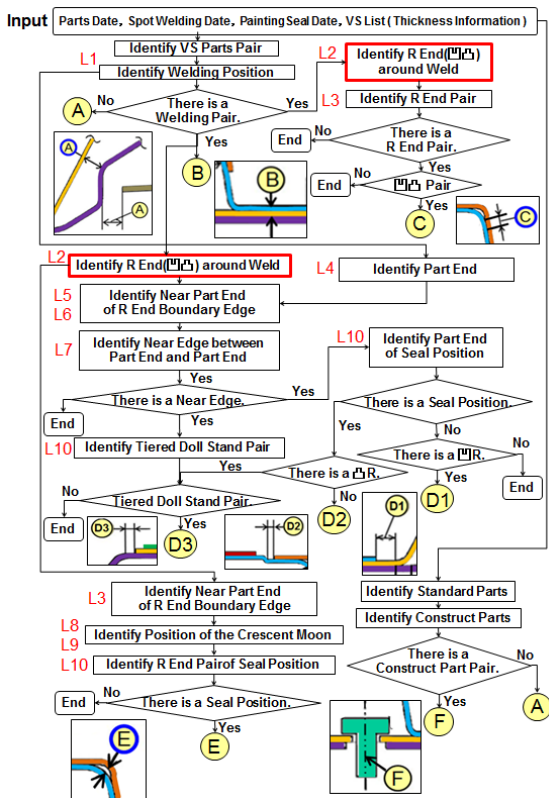 Input
Parts Date, Spot Welding Date, Painting Seal Date, VS List ( Thickness Information )
Identify VS Parts Pair
L1
Identify Welding Position
L2
Identify R End( ) around Weld
No
There is a Welding Pair.
Yes
A
Yes
B
L3
Identify R End Pair
End
No
There is a R End Pair.
Yes
End
No
Pair
Yes
C
A
A
B
C
L2
Identify R End( ) around Weld
L4
Identify Part End
L5
L6
Identify Near Part End of R End Boundary Edge
L7
Identify Near Edge between Part End and Part End
L10
Identify Part End of Seal Position
Yes
There is a Near Edge.
Yes
End
Yes
There is a Seal Position.
Yes
No
L10
Identify Tiered Doll Stand Pair
There is a R.
No
Yes
End
D1
Yes
There is a R.
No
D2
No
Tiered Doll Stand Pair.
End
Yes
D3
D3
D2
D1
L3
Identify Near Part End of R End Boundary Edge
Identify Standard Parts
Identify Construct Parts
L8
L9
Identify Position of the Crescent Moon
L10
Identify R End Pairof Seal Position
There is a Construct Part Pair.
No
A
Yes
F
No
End
There is a Seal Position.
Yes
E
E
F